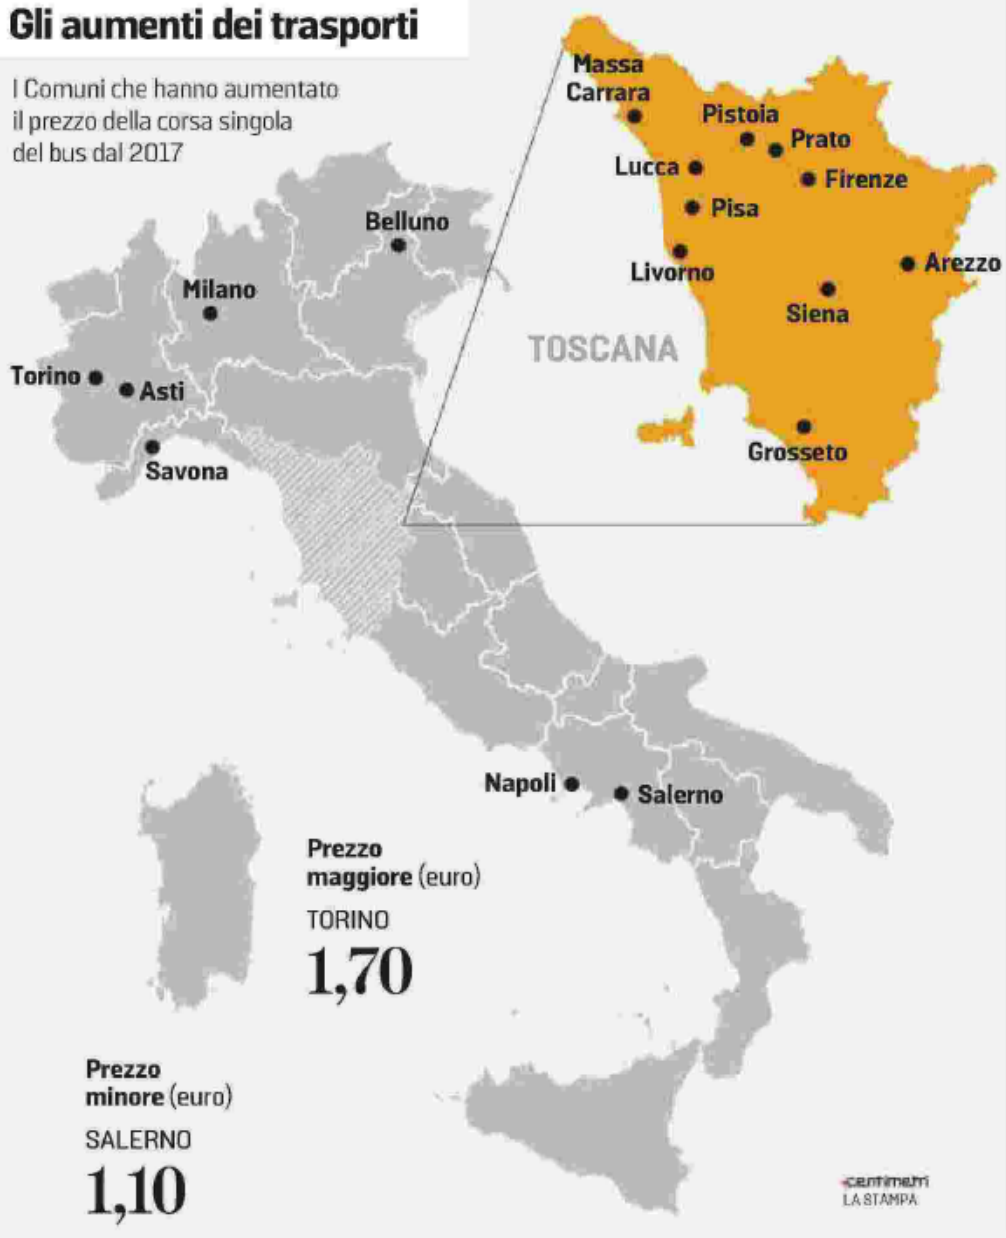 Gli aumenti dei trasporti
I Comuni che hanno aumentato
il prezzo della corsa singola
del bus dal 2017
Massa
Carrara
Pistoia
Prato
Lucca
Firenze
Pisa
Livorno
Arezzo
Siena
TOSCANA
Grosseto
Belluno
Milano
Torino
Asti
Savona
Napoli
Salerno
Prezzo
maggiore (euro)
TORINO
1,70
Prezzo
minore (euro)
SALERNO
1,10
centimetri
LA STAMPA